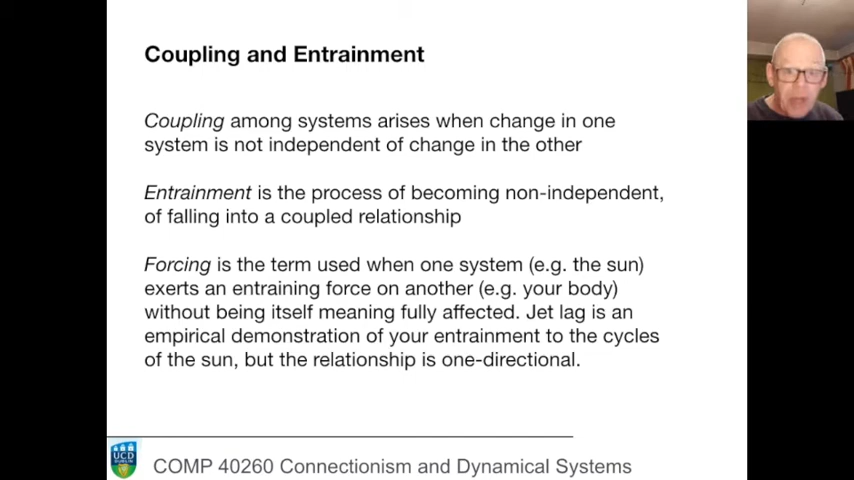 Coupling and Entrainment
Coupling among systems arises when change in one
system is not independent of change in the other
Entrainment is the process of becoming non-independent,
of falling into a coupled relationship
Forcing is the term used when one system (e.g. the sun)
exerts an entraining force on another (e.g. your body)
without being itself meaning fully affected. Jet lag is an
empirical demonstration of your entrainment to the cycles
of the sun, but the relationship is one-directional.
UCD
DUBLIN
COMP 40260 Connectionism and Dynamical Systems